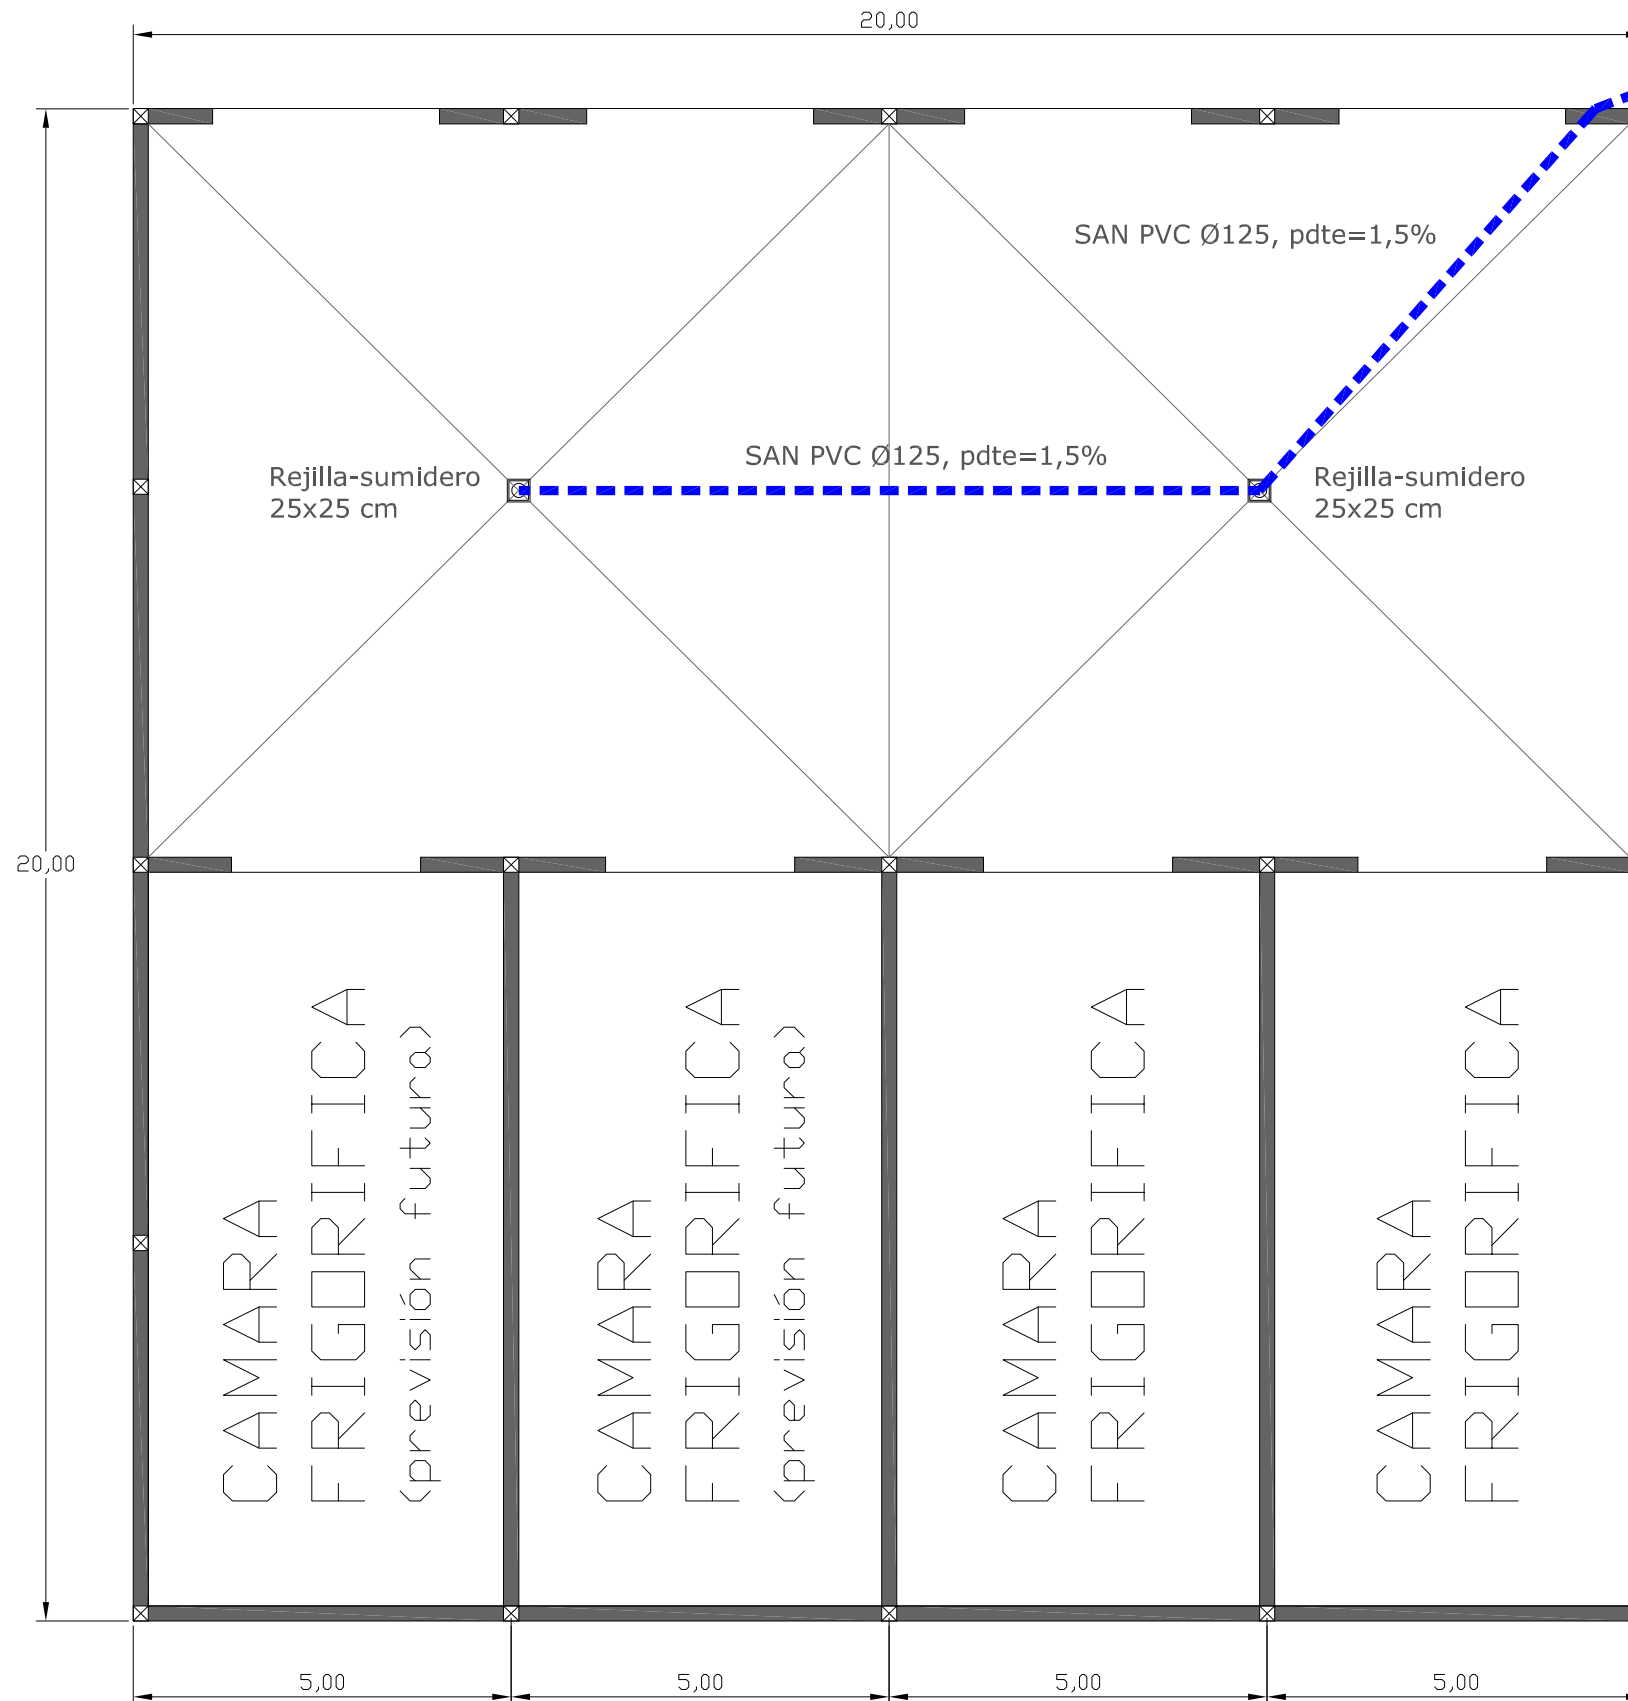 20,00
SAN PVC Ø125, pdte=1,5%
SAN PVC Ø125, pdte=1,5%
Rejilla-sumidero
25x25 cm
Rejilla-sumidero
25x25 cm
20,00
CAMARA
FRIGORIFICA
(previsión futura)
CAMARA
FRIGORIFICA
(previsión futura)
CAMARA
FRIGORIFICA
CAMARA
FRIGORIFICA
5,00
5,00
5,00
5,00